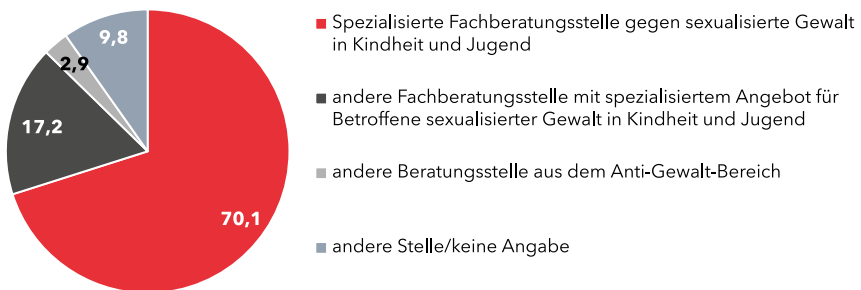 9,8
2,9
17,2
70,1
Spezialisierte Fachberatungsstelle gegen sexualisierte Gewalt
in Kindheit und Jugend
andere Fachberatungsstelle mit spezialisiertem Angebot für
Betroffene sexualisierter Gewalt in Kindheit und Jugend
andere Beratungsstelle aus dem Anti-Gewalt-Bereich
andere Stelle/keine Angabe